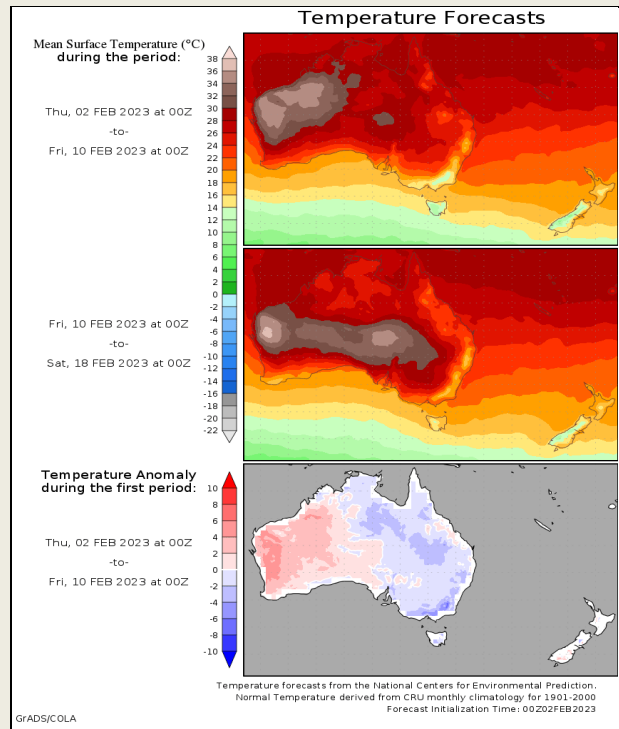 Temperature Forecasts
Mean Surface Temperature (°C)
during the period:
Thu, 02 FEB 2023 at 00Z
-to-
Fri, 10 FEB 2023 at 00Z
38
36
34
32
30
28
26
24
22
20
18
16
14
12
10
8
6
4
2
0
-2
-4
-6
-8
-10
-12
-14
-16
-18
-20
-22
Fri, 10 FEB 2023 at 00Z
-to-
Sat, 18 FEB 2023 at 00Z
Temperature Anomaly
during the first period:
Thu, 02 FEB 2023 at 00Z
-to-
Fri, 10 FEB 2023 at 00Z
10
8
6
4
2
0
-2
-4
-6
-8
-10
Temperature forecasts from the National Centers for Environmental Prediction.
Normal Temperature derived from CRU monthly climatology for 1901-2000
Forecast Initialization Time: 00Z02FEB2023
GrADS/COLA